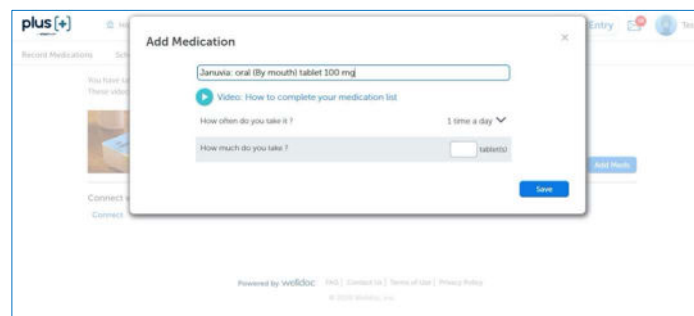 plus [+]
Entry
Record Medications
Add Medication
Januvia: oral (By mouth) tablet 100 mg
Video: How to complete your medication list
How often do you take it ? 1 time a day
How much do you take ? tablet(s)
Add Meds
Save
Connect
Connect
Powered by welldoc FAQ | Contact Us | Terms of Use | Privacy Policy